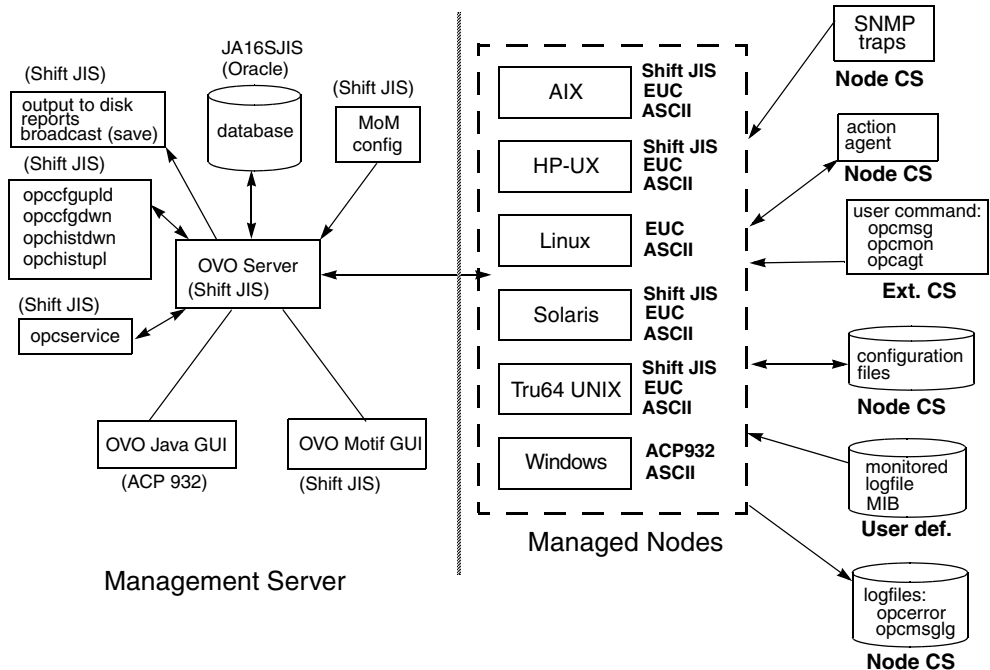 JA16SJIS
(Oracle)
database
(Shift JIS)
output to disk
reports
broadcast (save)
(Shift JIS)
MoM
config
(Shift JIS)
opccfgupld
opccfgdwn
opchistdwn
opchistupl
OVO Server
(Shift JIS)
(Shift JIS)
opcservice
OVO Java GUI
(ACP 932)
OVO Motif GUI
(Shift JIS)
Management Server
AIX
Shift JIS
EUC
ASCII
HP-UX
Shift JIS
EUC
ASCII
Linux
EUC
ASCII
Solaris
Shift JIS
EUC
ASCII
Tru64 UNIX
Shift JIS
EUC
ASCII
Windows
ACP932
ASCII
Managed Nodes
SNMP
traps
Node CS
action
agent
Node CS
user command:
opcmsg
opcmon
opcagt
Ext. CS
configuration
files
Node CS
monitored
logfile
MIB
User def.
logfiles:
opcerror
opcmsglg
Node CS